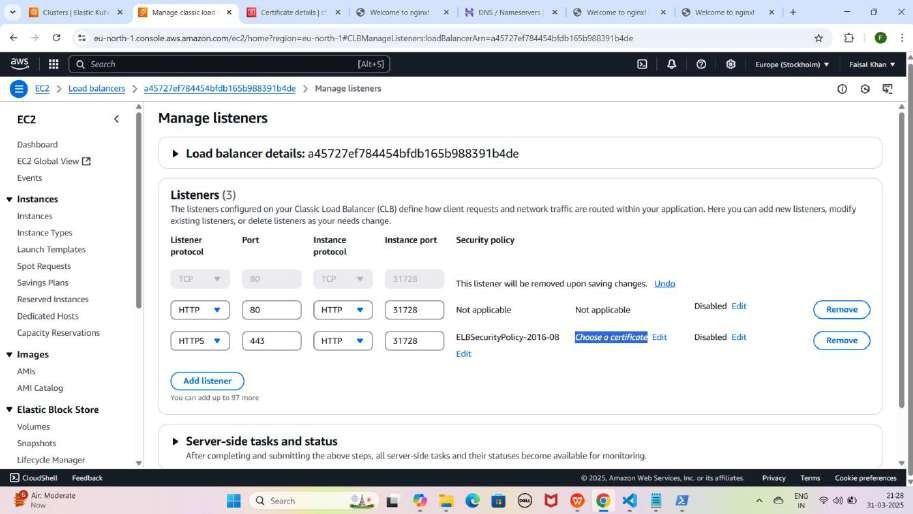 Clusters | Elastic Kube
Manage classic load
Certificate details | c
Welcome to nginx!
DNS / Nameservers |
Welcome to nginx!
Welcome to nginx!
eu-north-1.console.aws.amazon.com/ec2/home?region=eu-north-1#CLBManageListeners:loadBalancerArn=a45727ef784454bfdb165b988391b4de
F
aws
Search
[Alt+S]
Europe (Stockholm)
Faisal Khan
EC2 > Load balancers > a45727ef784454bfdb165b988391b4de > Manage listeners
EC2
Dashboard
EC2 Global View
Events
Instances
Instances
Instance Types
Launch Templates
Spot Requests
Savings Plans
Reserved Instances
Dedicated Hosts
Capacity Reservations
Images
AMIs
AMI Catalog
Elastic Block Store
Volumes
Snapshots
Lifecycle Manager
Manage listeners
Load balancer details: a45727ef784454bfdb165b988391b4de
Listeners (3)
The listeners configured on your Classic Load Balancer (CLB) define how client requests and network traffic are routed within your application. Here you can add new listeners, modify
existing listeners, or delete listeners as your needs change.
Listener protocol
Port
Instance protocol
Instance port
Security policy
TCP 80 TCP 31728 This listener will be removed upon saving changes. Undo
HTTP 80 HTTP 31728 Not applicable Not applicable Disabled Edit Remove
HTTPS 443 HTTP 31728 ELBSecurityPolicy-2016-08 Choose a certificate Edit Disabled Edit Remove
Edit
Add listener
You can add up to 97 more
Server-side tasks and status
After completing and submitting the above steps, all server-side tasks and their statuses become available for monitoring.
CloudShell Feedback © 2025, Amazon Web Services, Inc. or its affiliates. Privacy Terms Cookie preferences
6
Air: Moderate
Now
Search
DELL
ENG
IN
21:28
31-03-2025